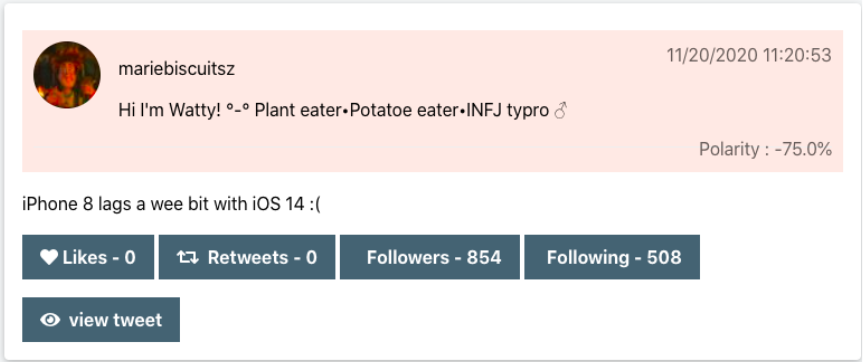 mariebiscuitsz
11/20/2020 11:20:53
Hi I'm Watty! °-° Plant eater•Potatoe eater•INFJ typro ♂
Polarity : -75.0%
iPhone 8 lags a wee bit with iOS 14 :(
Likes - 0
Retweets - 0
Followers - 854
Following - 508
view tweet